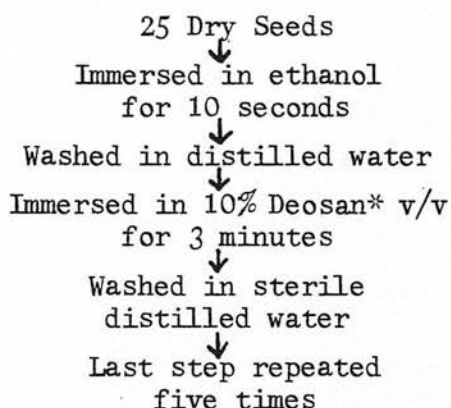 25 Dry Seeds
Immersed in ethanol
for 10 seconds
Washed in distilled water
Immersed in 10% Deosan* v/v
for 3 minutes
Washed in sterile
distilled water
Last step repeated
five times